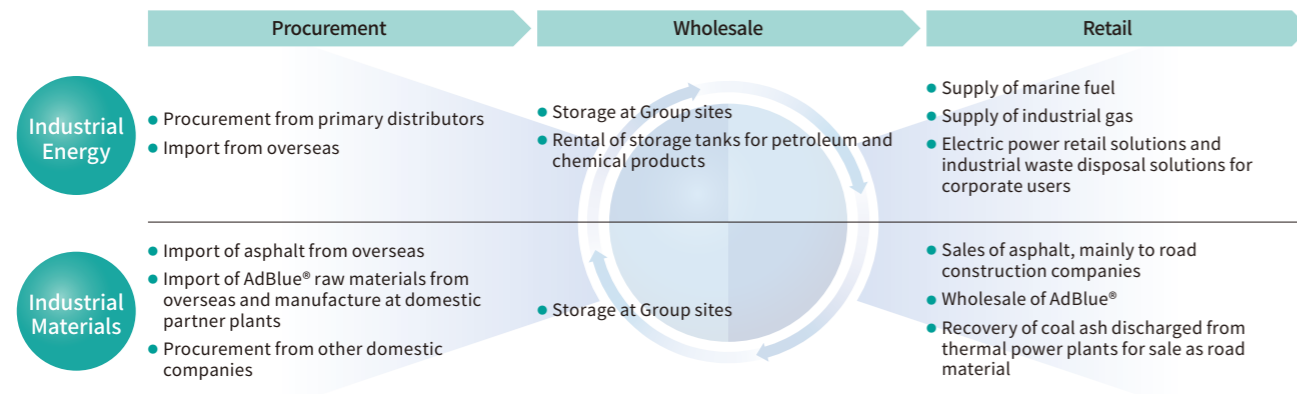 Procurement
Wholesale
Retail
Industrial
Energy
● Procurement from primary distributors
● Import from overseas
● Storage at Group sites
● Rental of storage tanks for petroleum and
chemical products
● Supply of marine fuel
● Supply of industrial gas
● Electric power retail solutions and
industrial waste disposal solutions for
corporate users
Industrial
Materials
● Import of asphalt from overseas
● Import of AdBlue® raw materials from
overseas and manufacture at domestic
partner plants
● Procurement from other domestic
companies
● Storage at Group sites
● Sales of asphalt, mainly to road
construction companies
● Wholesale of AdBlue®
● Recovery of coal ash discharged from
thermal power plants for sale as road
material